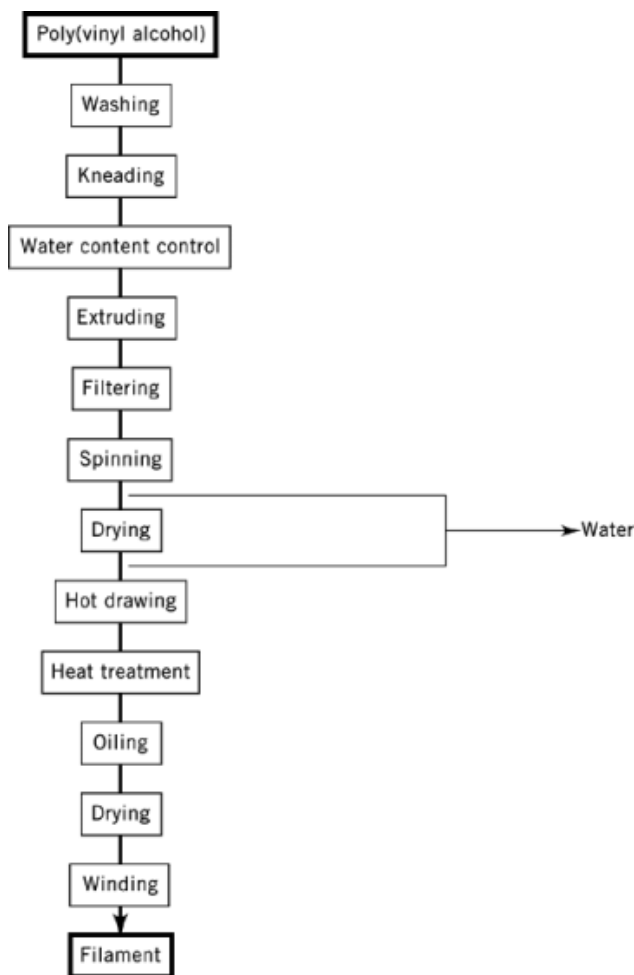 Poly(vinyl alcohol)
Washing
Kneading
Water content control
Extruding
Filtering
Spinning
Drying
Water
Hot drawing
Heat treatment
Oiling
Drying
Winding
Filament